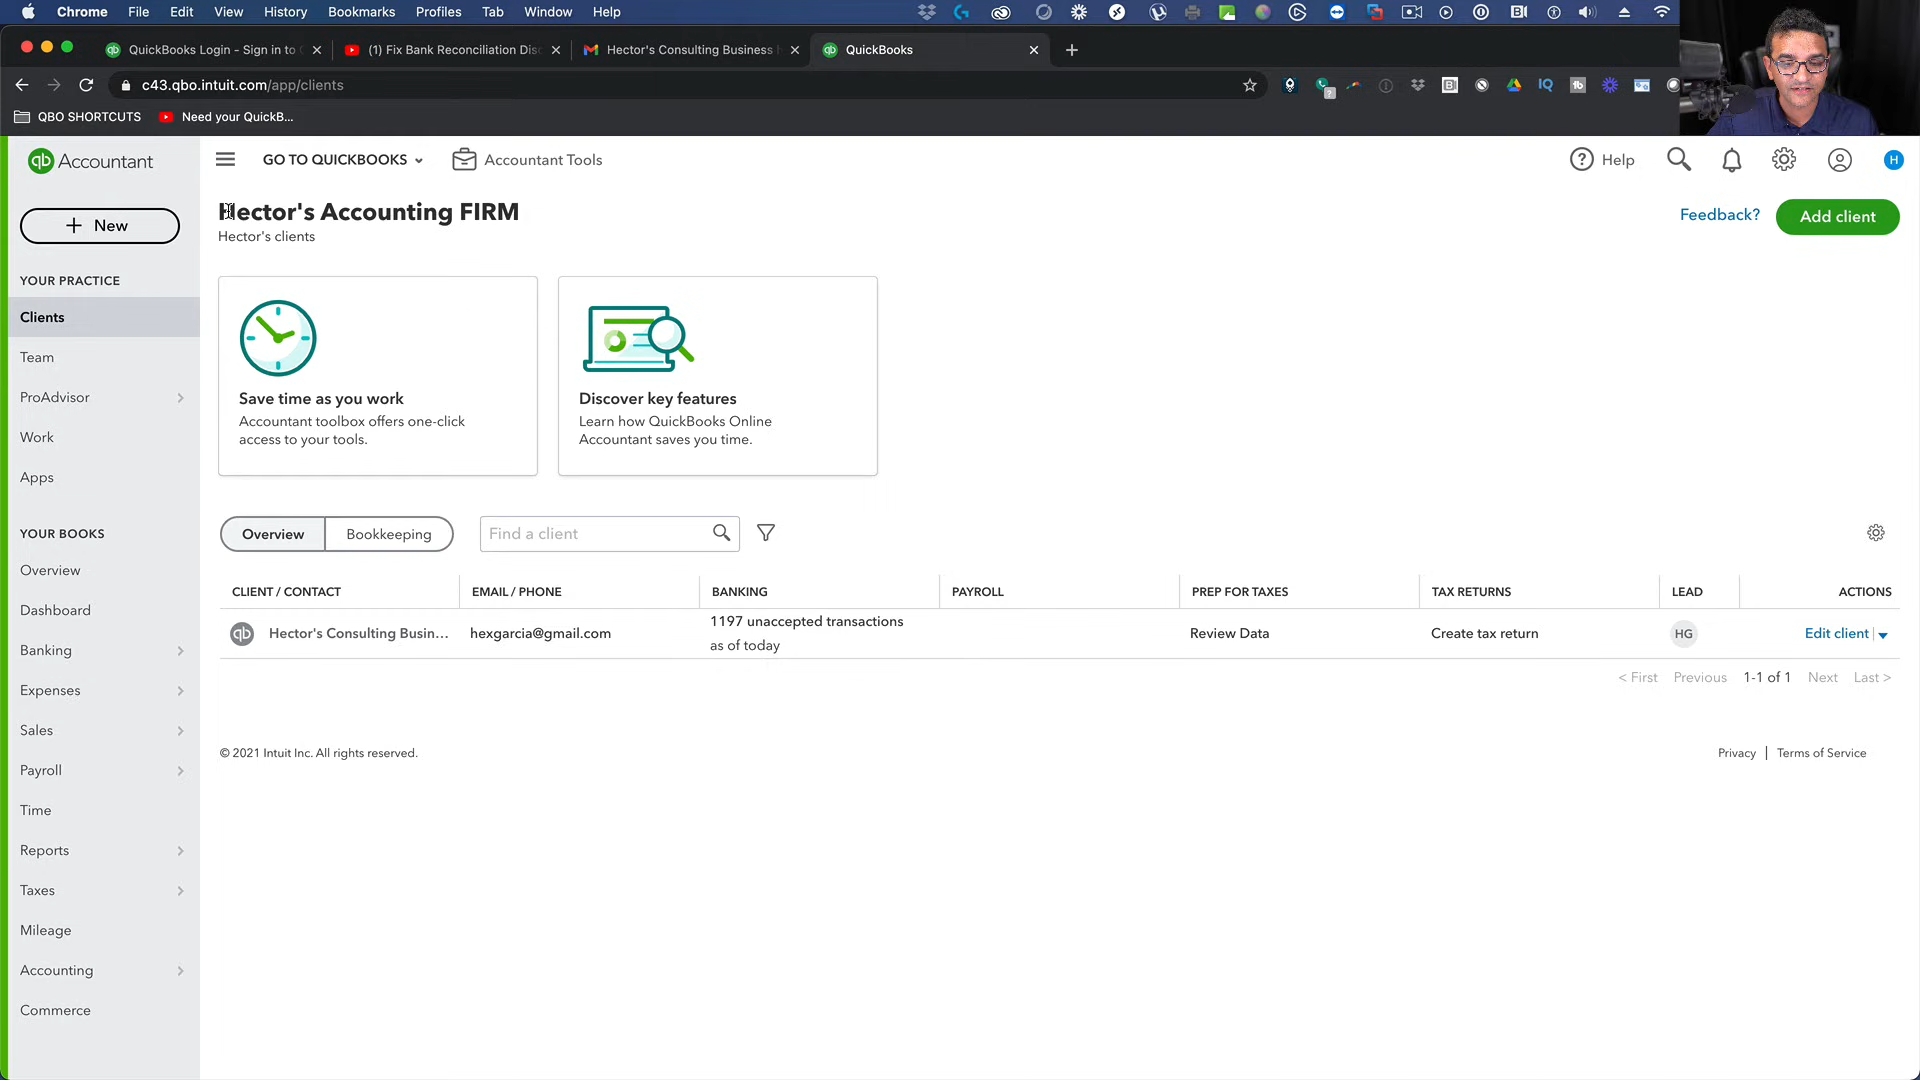 Chrome File Edit View History Bookmarks Profiles Tab Window Help
QuickBooks Login - Sign in to
(1) Fix Bank Reconciliation Dis
Hector's Consulting Business
QuickBooks
c43.qbo.intuit.com/app/clients
QBO SHORTCUTS
Need your QuickB...
qb Accountant
GO TO QUICKBOOKS
Accountant Tools
Help
H
+ New
Hector's Accounting FIRM
Hector's clients
Feedback?
Add client
YOUR PRACTICE
Clients
Team
ProAdvisor
Work
Apps
YOUR BOOKS
Overview
Dashboard
Banking
Expenses
Sales
Payroll
Time
Reports
Taxes
Mileage
Accounting
Commerce
Save time as you work
Accountant toolbox offers one-click
access to your tools.
Discover key features
Learn how QuickBooks Online
Accountant saves you time.
Overview
Bookkeeping
Find a client
CLIENT / CONTACT EMAIL / PHONE BANKING PAYROLL PREP FOR TAXES TAX RETURNS LEAD ACTIONS
qb Hector's Consulting Busin... hexgarcia@gmail.com 1197 unaccepted transactions Review Data Create tax return HG Edit client
as of today
< First Previous 1-1 of 1 Next Last >
© 2021 Intuit Inc. All rights reserved.
Privacy | Terms of Service